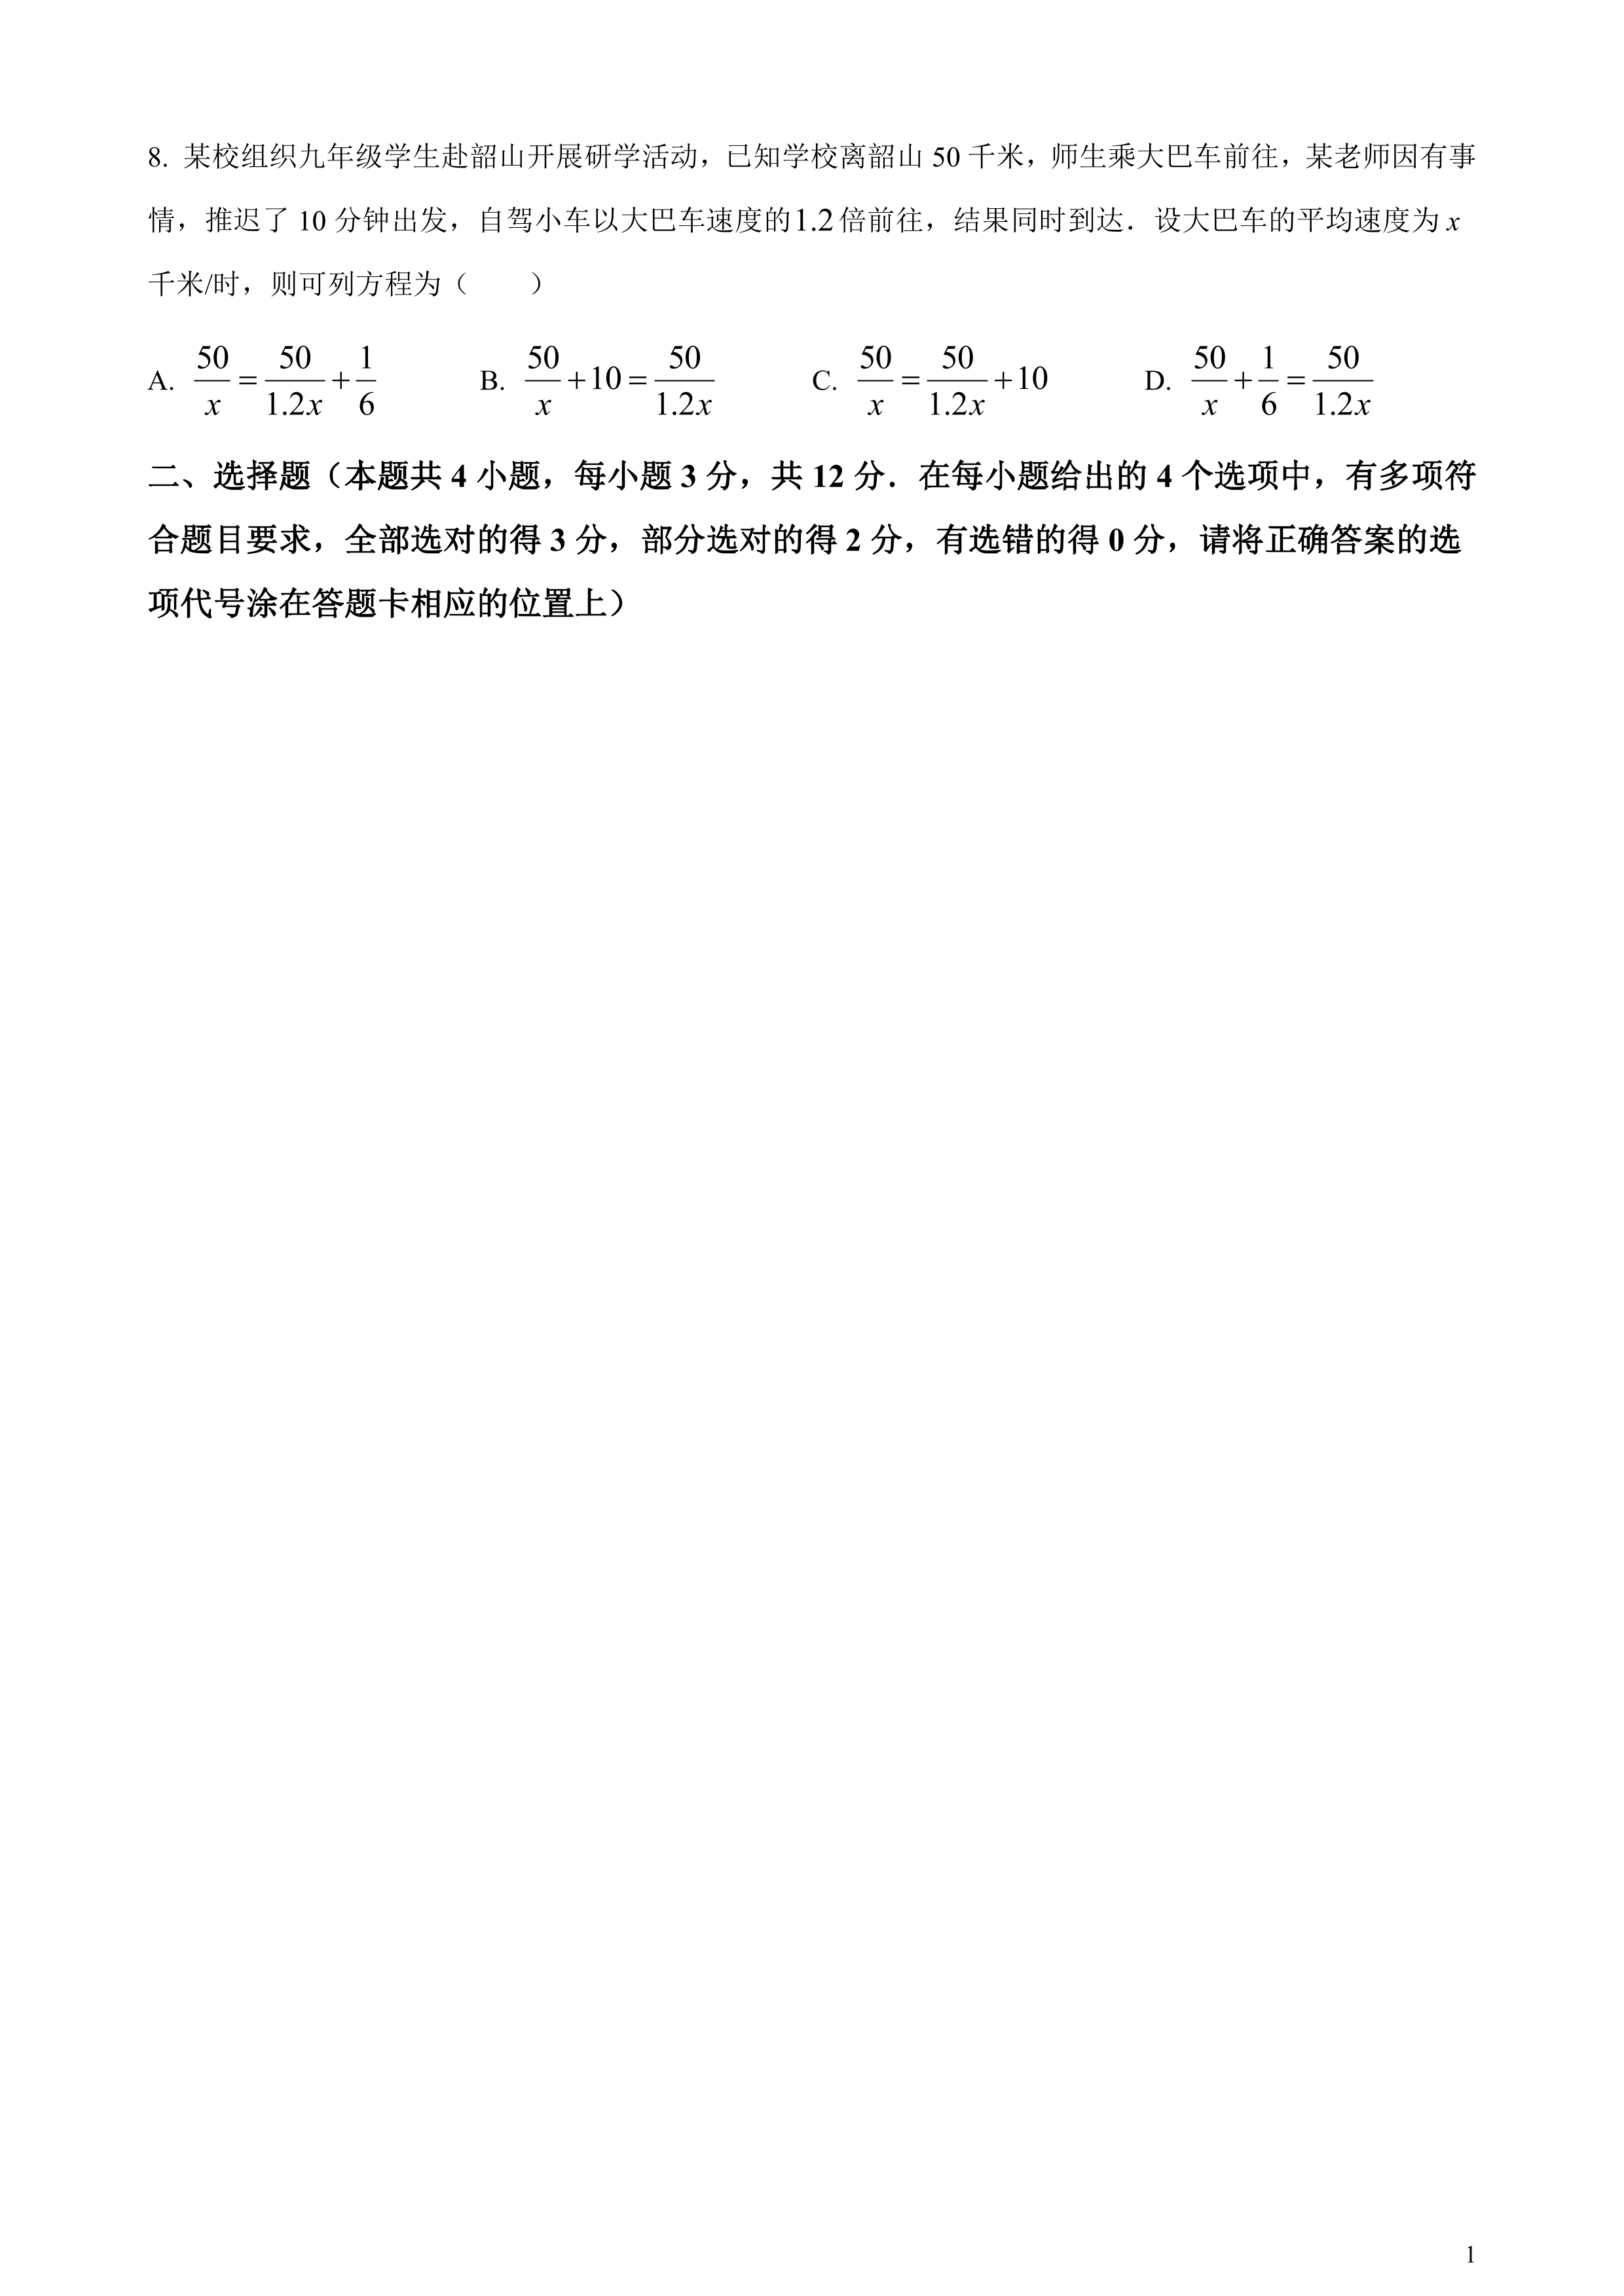 8. 某校组织九年级学生赴韶山开展研学活动，已知学校离韶山 50 千米，师生乘大巴车前往，某老师因有事
情，推迟了 10 分钟出发，自驾小车以大巴车速度的1.2倍前往，结果同时到达．设大巴车的平均速度为 x
千米/时，则可列方程为（　　）
A. \frac{50}{x}=\frac{50}{1.2x}+\frac{1}{6} B. \frac{50}{x}+10=\frac{50}{1.2x} C. \frac{50}{x}=\frac{50}{1.2x}+10 D. \frac{50}{x}+\frac{1}{6}=\frac{50}{1.2x}
二、选择题（本题共 4 小题，每小题 3 分，共 12 分．在每小题给出的 4 个选项中，有多项符
合题目要求，全部选对的得 3 分，部分选对的得 2 分，有选错的得 0 分，请将正确答案的选
项代号涂在答题卡相应的位置上）
1